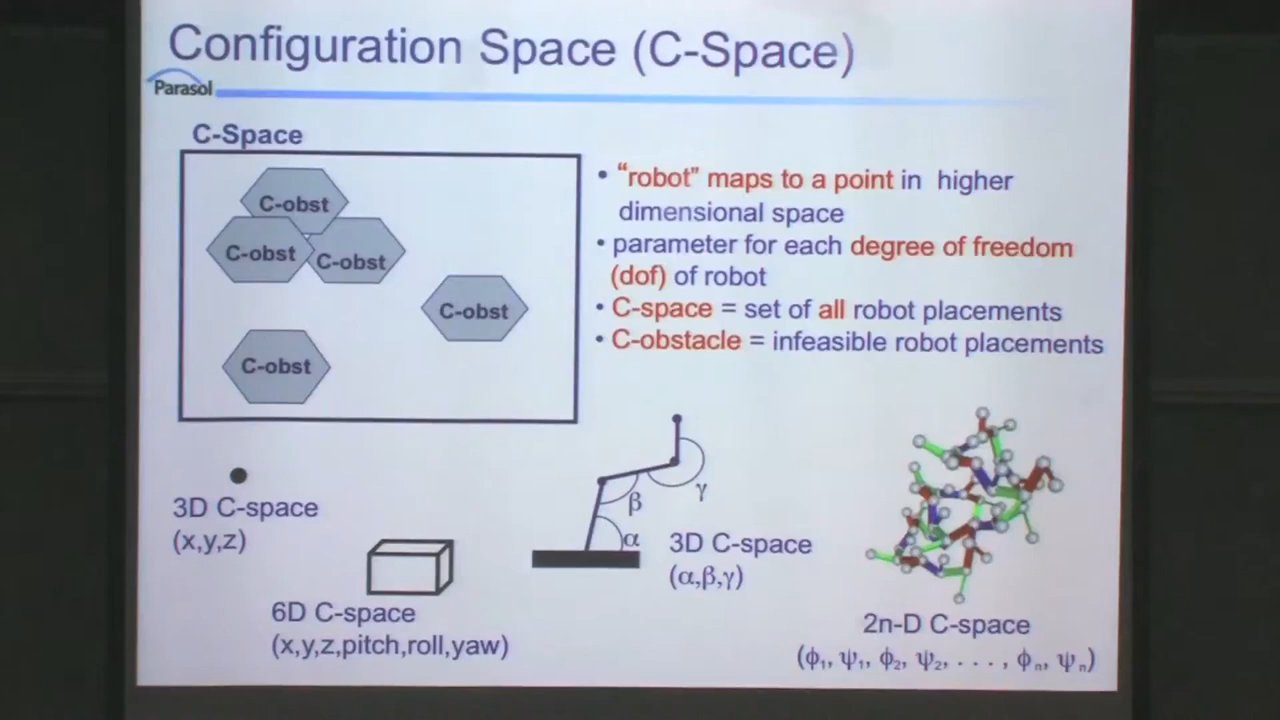 Configuration Space (C-Space)
Parasol
C-Space
C-obst
C-obst
C-obst
C-obst
C-obst
• “robot” maps to a point in higher
dimensional space
• parameter for each degree of freedom
(dof) of robot
• C-space = set of all robot placements
• C-obstacle = infeasible robot placements
3D C-space
(x,y,z)
6D C-space
(x,y,z,pitch,roll,yaw)
α
β
γ
3D C-space
(α,β,γ)
2n-D C-space
(ϕ₁, ψ₁, ϕ₂, ψ₂, . . . , ϕₙ, ψₙ)